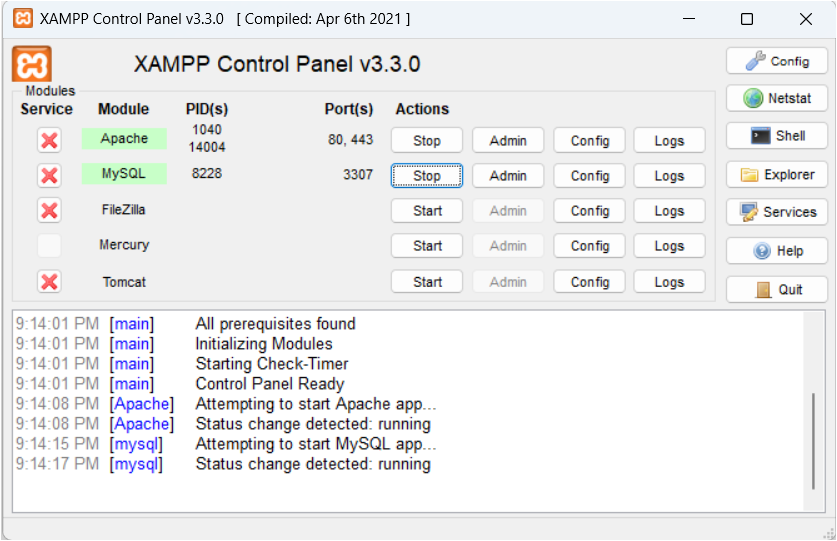 XAMPP Control Panel v3.3.0 [ Compiled: Apr 6th 2021 ]
XAMPP Control Panel v3.3.0
Config
Modules
Service Module PID(s) Port(s) Actions
Netstat
Apache 1040 14004 80, 443 Stop Admin Config Logs
Shell
MySQL 8228 3307 Stop Admin Config Logs
Explorer
FileZilla Start Admin Config Logs
Services
Mercury Start Admin Config Logs
Help
Tomcat Start Admin Config Logs
Quit
9:14:01 PM [main] All prerequisites found
9:14:01 PM [main] Initializing Modules
9:14:01 PM [main] Starting Check-Timer
9:14:01 PM [main] Control Panel Ready
9:14:08 PM [Apache] Attempting to start Apache app...
9:14:08 PM [Apache] Status change detected: running
9:14:15 PM [mysql] Attempting to start MySQL app...
9:14:17 PM [mysql] Status change detected: running